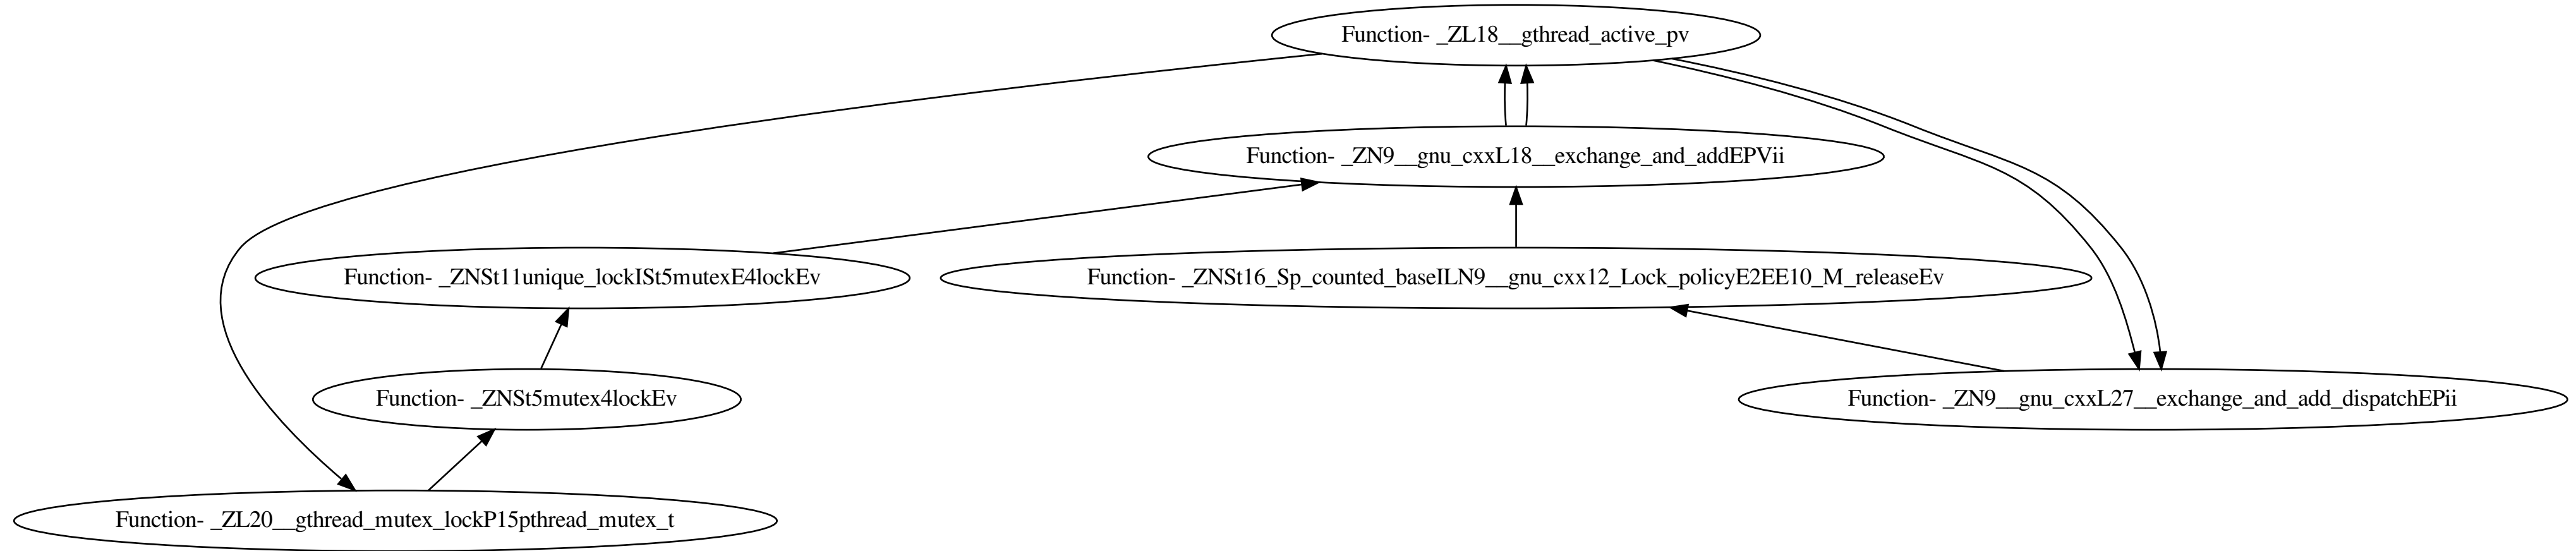 Function- _ZL18__gthread_active_pv
Function- _ZN9__gnu_cxxL18__exchange_and_addEPVii
Function- _ZNSt11unique_lockISt5mutexE4lockEv
Function- _ZNSt16_Sp_counted_baseILN9__gnu_cxx12_Lock_policyE2EE10_M_releaseEv
Function- _ZNSt5mutex4lockEv
Function- _ZN9__gnu_cxxL27__exchange_and_add_dispatchEPii
Function- _ZL20__gthread_mutex_lockP15pthread_mutex_t